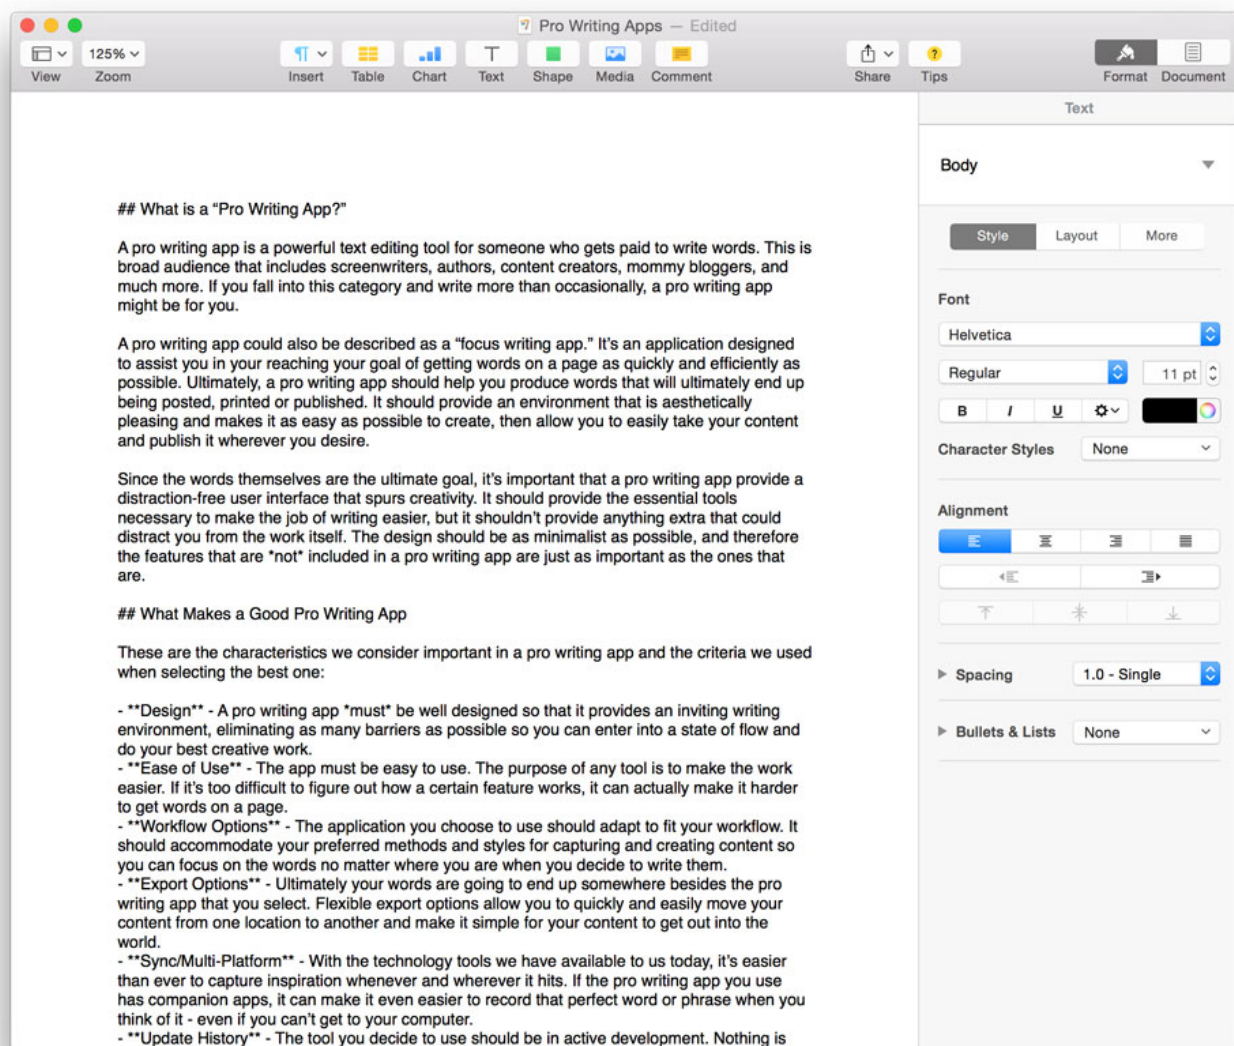 Pro Writing Apps — Edited
125%
View
Zoom
Insert
Table
Chart
Text
Shape
Media
Comment
Share
Tips
Format
Document
## What is a “Pro Writing App?”
A pro writing app is a powerful text editing tool for someone who gets paid to write words. This is
broad audience that includes screenwriters, authors, content creators, mommy bloggers, and
much more. If you fall into this category and write more than occasionally, a pro writing app
might be for you.
A pro writing app could also be described as a “focus writing app.” It’s an application designed
to assist you in your reaching your goal of getting words on a page as quickly and efficiently as
possible. Ultimately, a pro writing app should help you produce words that will ultimately end up
being posted, printed or published. It should provide an environment that is aesthetically
pleasing and makes it as easy as possible to create, then allow you to easily take your content
and publish it wherever you desire.
Since the words themselves are the ultimate goal, it’s important that a pro writing app provide a
distraction-free user interface that spurs creativity. It should provide the essential tools
necessary to make the job of writing easier, but it shouldn’t provide anything extra that could
distract you from the work itself. The design should be as minimalist as possible, and therefore
the features that are *not* included in a pro writing app are just as important as the ones that
are.
## What Makes a Good Pro Writing App
These are the characteristics we consider important in a pro writing app and the criteria we used
when selecting the best one:
- **Design** - A pro writing app *must* be well designed so that it provides an inviting writing
environment, eliminating as many barriers as possible so you can enter into a state of flow and
do your best creative work.
- **Ease of Use** - The app must be easy to use. The purpose of any tool is to make the work
easier. If it’s too difficult to figure out how a certain feature works, it can actually make it harder
to get words on a page.
- **Workflow Options** - The application you choose to use should adapt to fit your workflow. It
should accommodate your preferred methods and styles for capturing and creating content so
you can focus on the words no matter where you are when you decide to write them.
- **Export Options** - Ultimately your words are going to end up somewhere besides the pro
writing app that you select. Flexible export options allow you to quickly and easily move your
content from one location to another and make it simple for your content to get out into the
world.
- **Sync/Multi-Platform** - With the technology tools we have available to us today, it’s easier
than ever to capture inspiration whenever and wherever it hits. If the pro writing app you use
has companion apps, it can make it even easier to record that perfect word or phrase when you
think of it - even if you can’t get to your computer.
- **Update History** - The tool you decide to use should be in active development. Nothing is
Text
Body
Style
Layout
More
Font
Helvetica
Regular
11 pt
B I U
Character Styles
None
Alignment
Spacing
1.0 - Single
Bullets & Lists
None